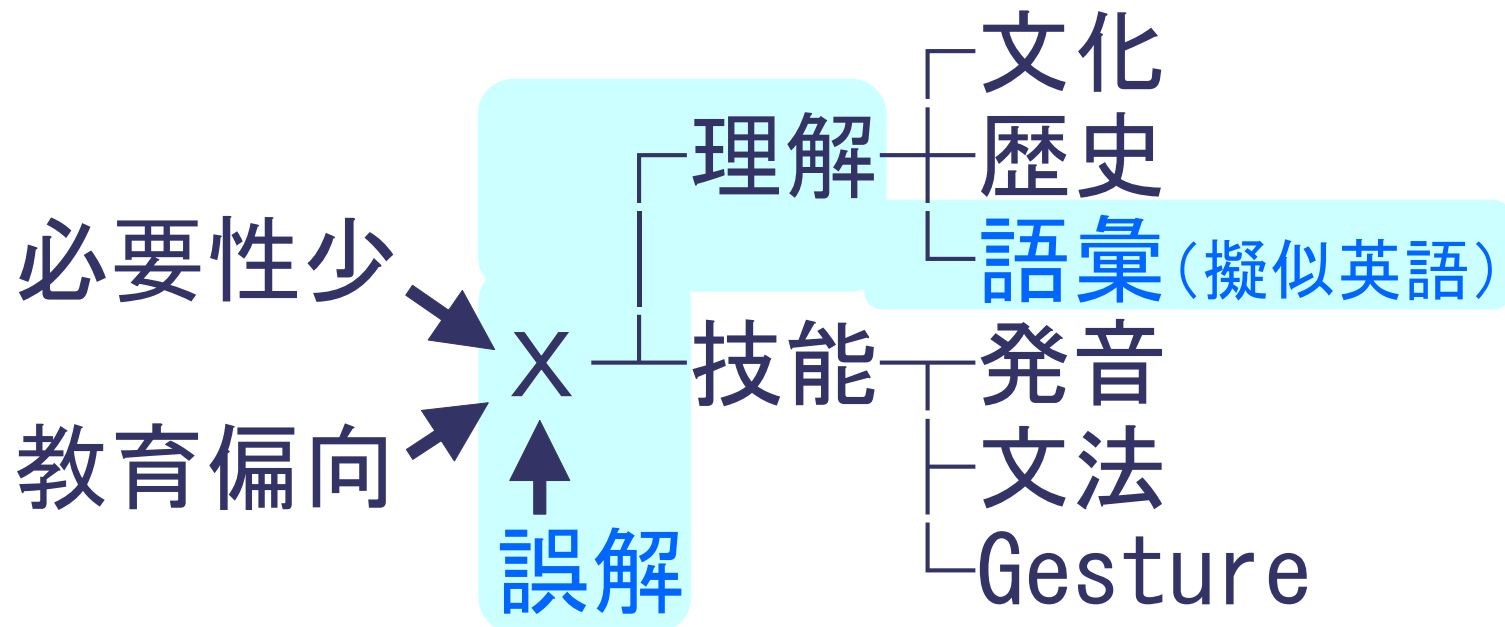 文化
理解
歴史
必要性少
語彙(擬似英語)
X
技能
発音
教育偏向
文法
誤解
Gesture